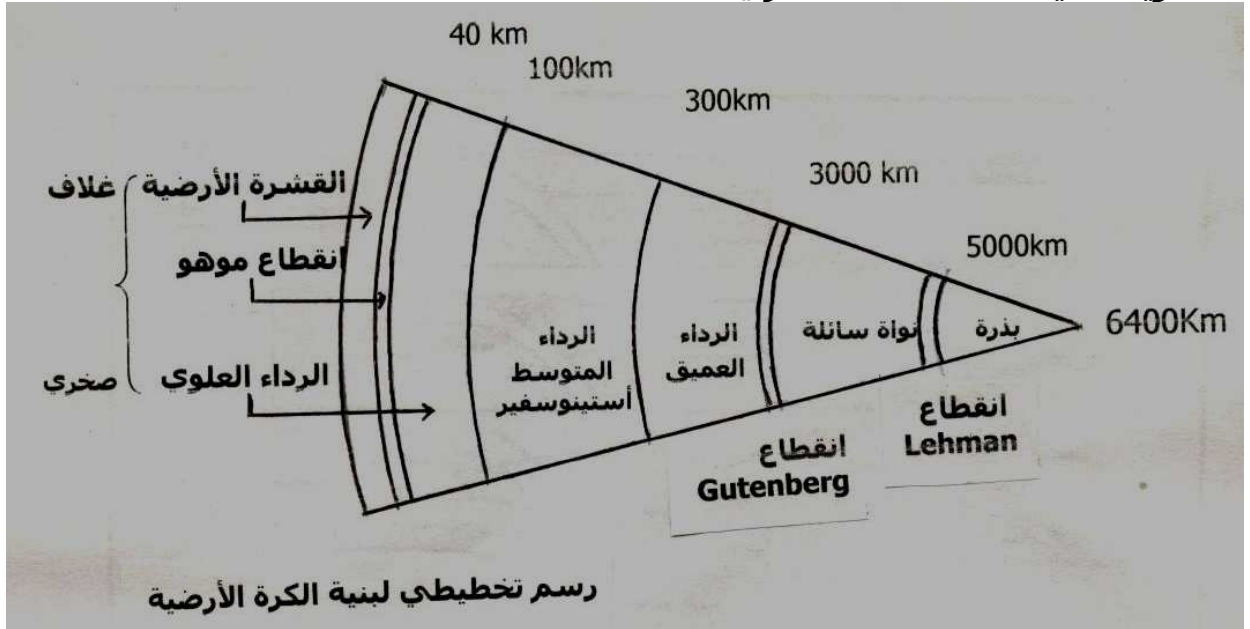 40 km
100km
300km
3000 km
5000km
6400Km
القشرة الأرضية
غلاف
انقطاع موهو
الرداء العلوي
صخري
الرداء
المتوسط
أستينوسفير
الرداء
العميق
نواة سائلة
بذرة
انقطاع
Gutenberg
انقطاع
Lehman
رسم تخطيطي لبنية الكرة الأرضية